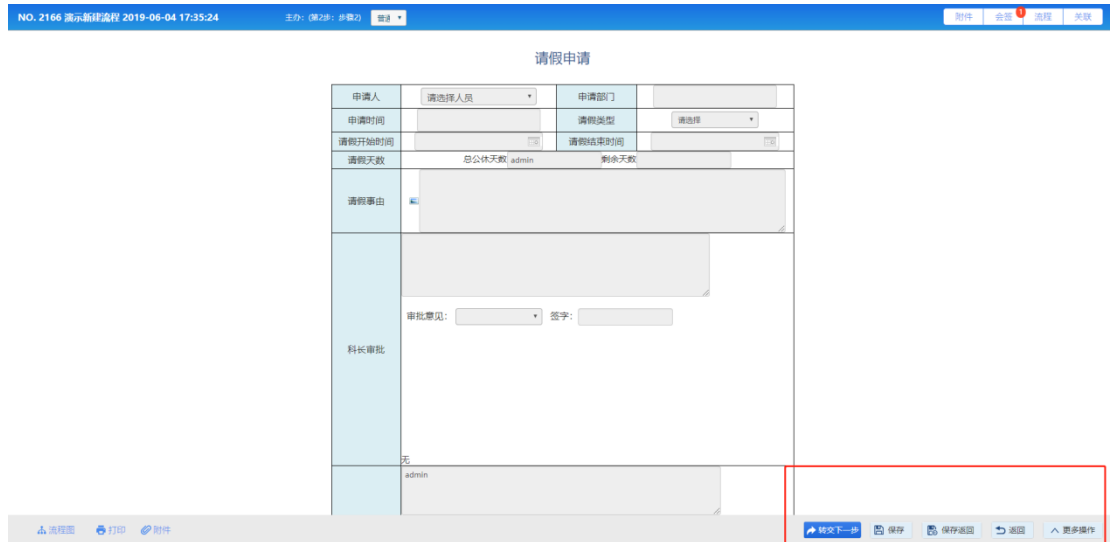 NO. 2166 演示新建流程 2019-06-04 17:35:24 主办: (第2步: 步骤2) 普通 附件 会签 1 流程 关联
请假申请
申请人 请选择人员 申请部门
申请时间 请假类型 请选择
请假开始时间 请假结束时间
请假天数 总公休天数 admin 剩余天数
请假事由
审批意见: 签字:
科长审批
无
admin
流程图 打印 附件 转交下一步 保存 保存返回 返回 更多操作